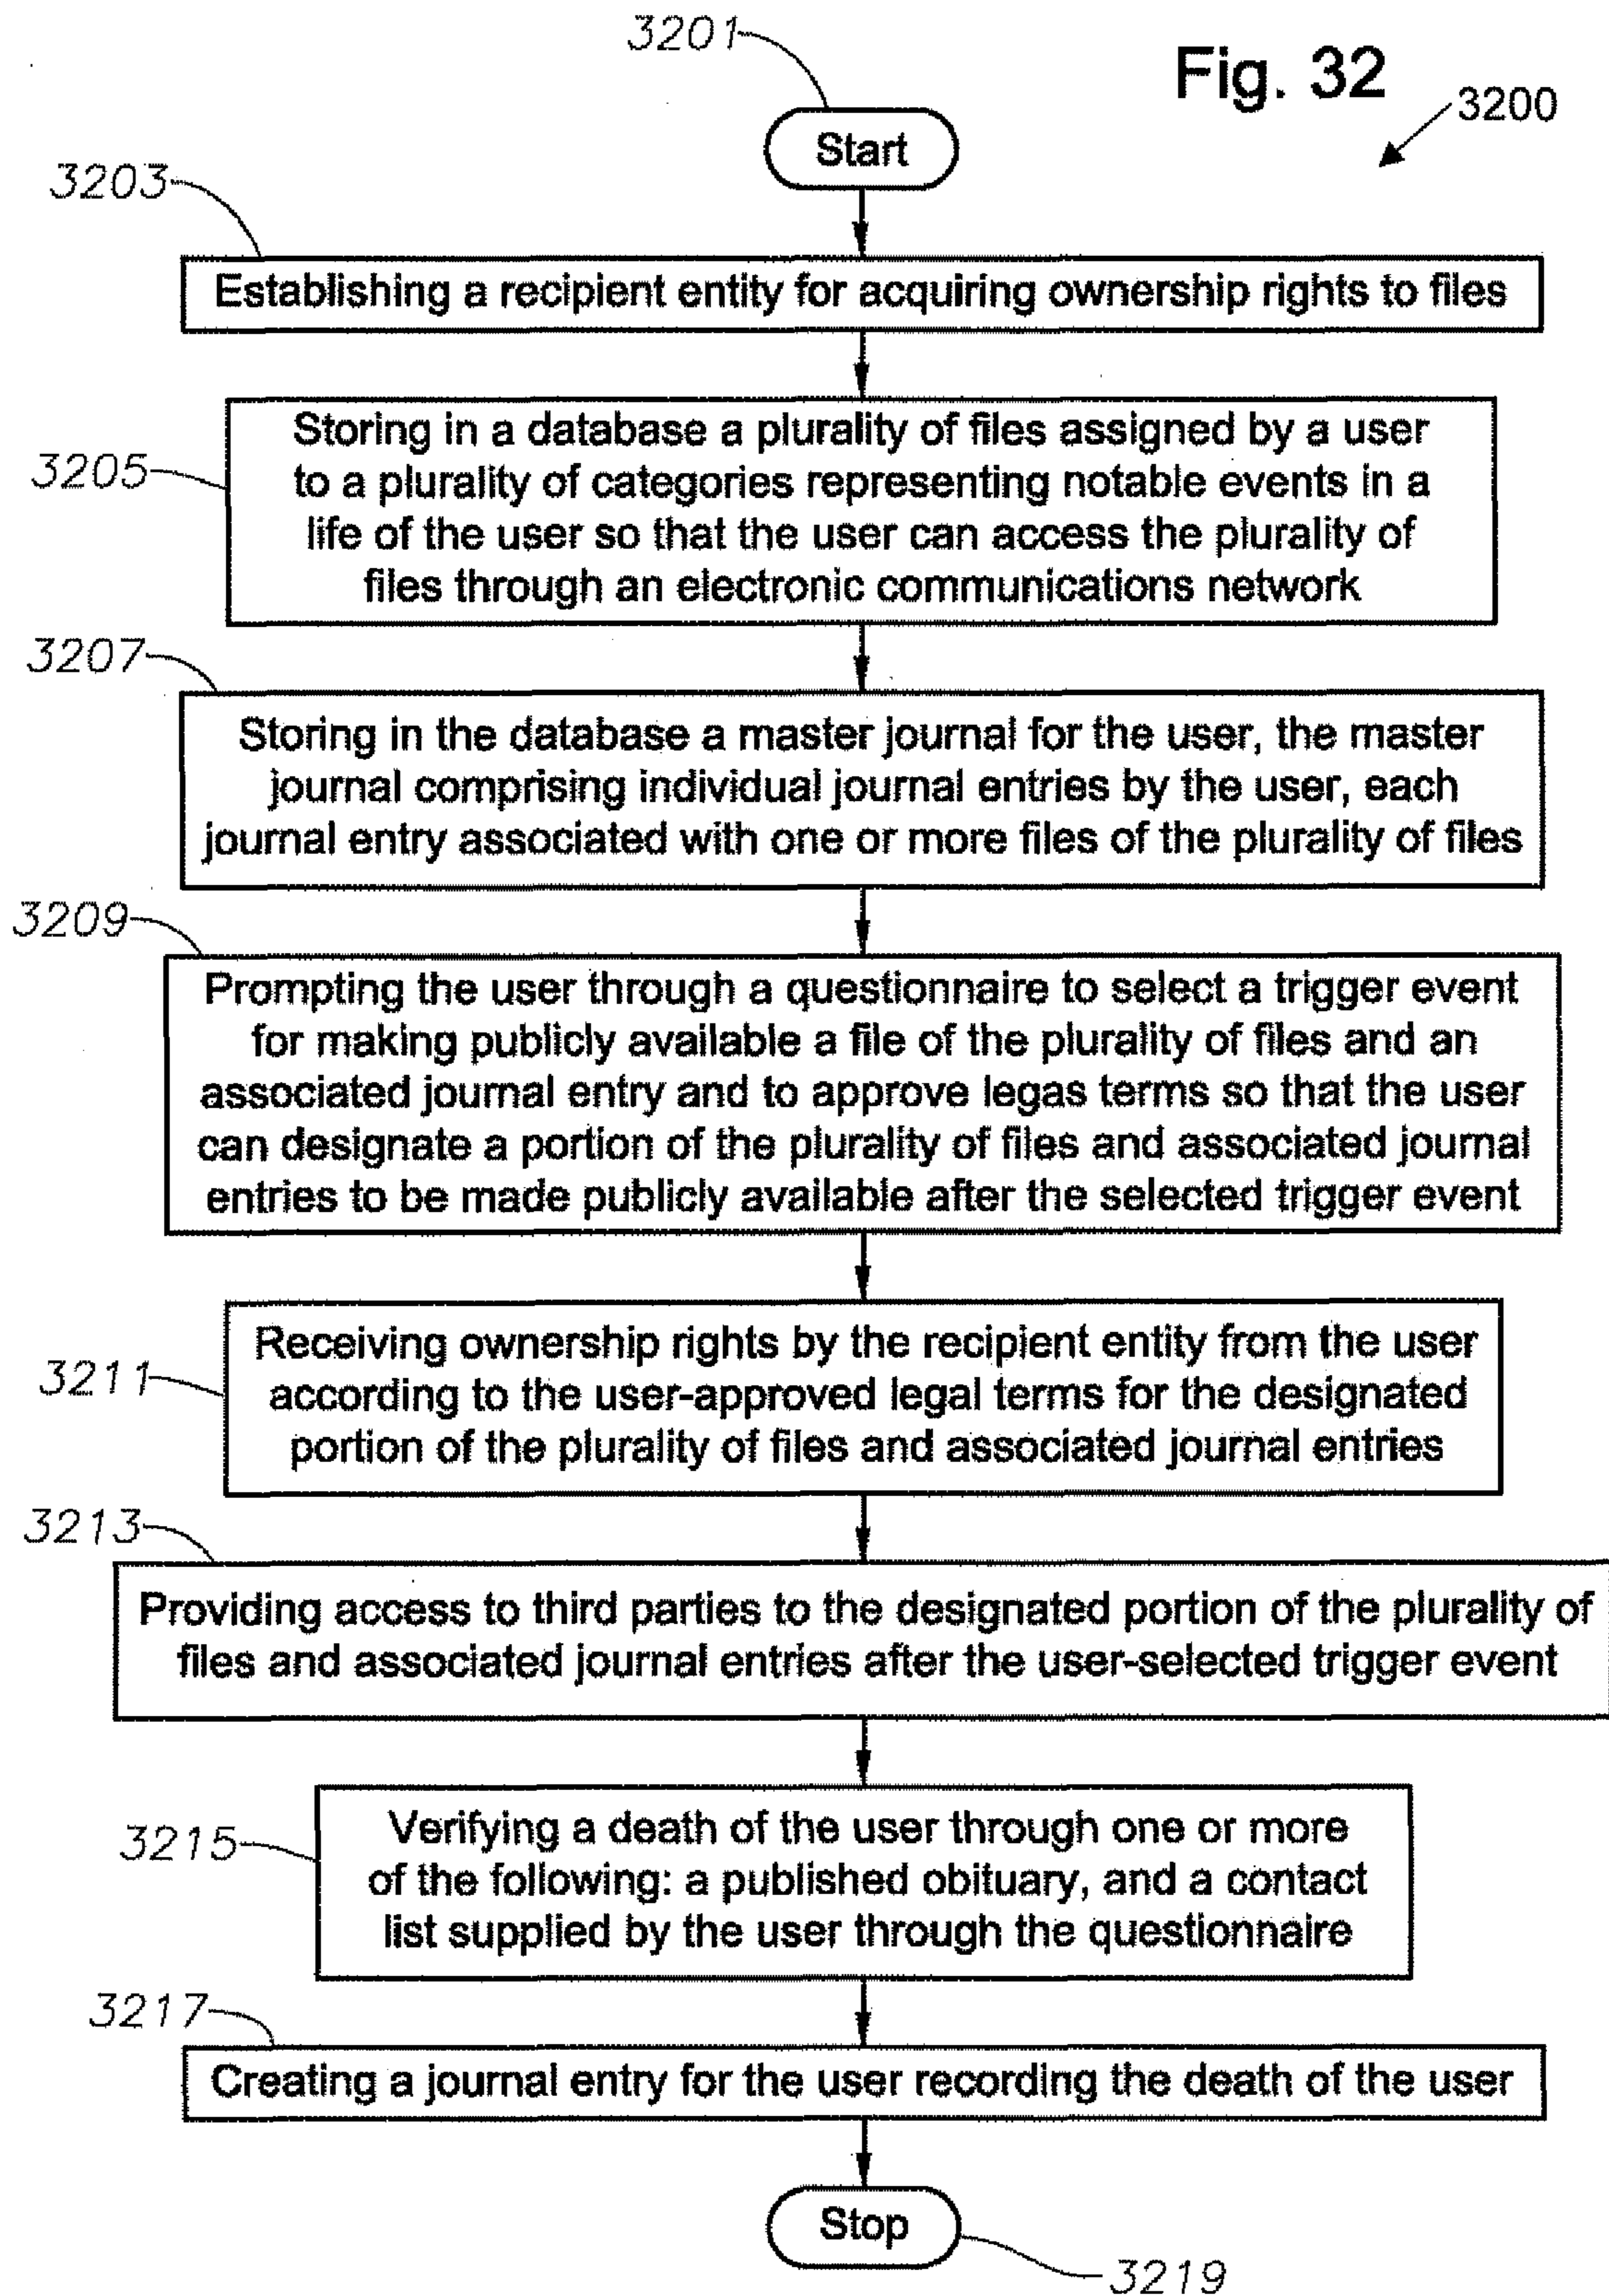 3201
Fig. 32
3200
Start
3203
Establishing a recipient entity for acquiring ownership rights to files
3205
Storing in a database a plurality of files assigned by a user
to a plurality of categories representing notable events in a
life of the user so that the user can access the plurality of
files through an electronic communications network
3207
Storing in the database a master journal for the user, the master
journal comprising individual journal entries by the user, each
journal entry associated with one or more files of the plurality of files
3209
Prompting the user through a questionnaire to select a trigger event
for making publicly available a file of the plurality of files and an
associated journal entry and to approve legas terms so that the user
can designate a portion of the plurality of files and associated journal
entries to be made publicly available after the selected trigger event
3211
Receiving ownership rights by the recipient entity from the user
according to the user-approved legal terms for the designated
portion of the plurality of files and associated journal entries
3213
Providing access to third parties to the designated portion of the plurality of
files and associated journal entries after the user-selected trigger event
3215
Verifying a death of the user through one or more
of the following: a published obituary, and a contact
list supplied by the user through the questionnaire
3217
Creating a journal entry for the user recording the death of the user
Stop
3219